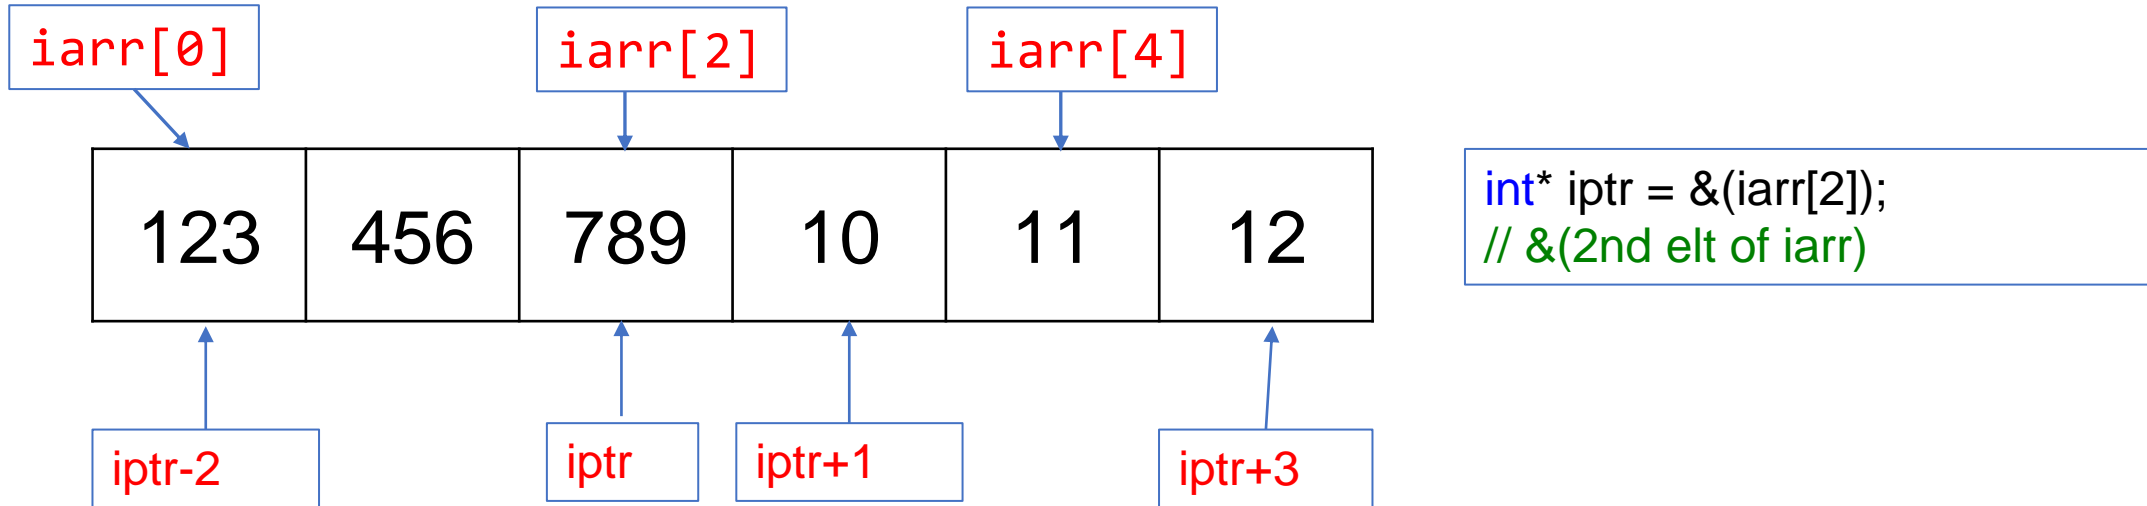 iarr[0]
iarr[2]
iarr[4]
123 456 789 10 11 12
int* iptr = &(iarr[2]);
// &(2nd elt of iarr)
iptr-2
iptr
iptr+1
iptr+3